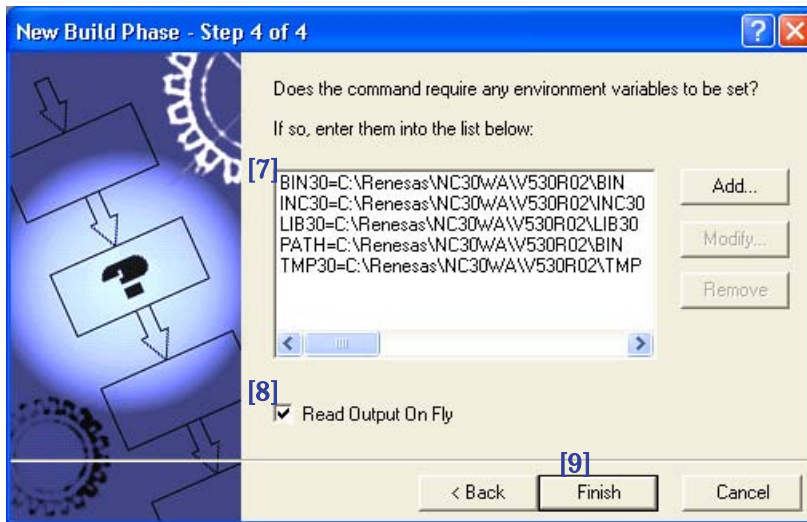 New Build Phase - Step 4 of 4
Does the command require any environment variables to be set?
If so, enter them into the list below:
[7]
BIN30=C:\Renesas\NC30WA\V530R02\BIN
INC30=C:\Renesas\NC30WA\V530R02\INC30
LIB30=C:\Renesas\NC30WA\V530R02\LIB30
PATH=C:\Renesas\NC30WA\V530R02\BIN
TMP30=C:\Renesas\NC30WA\V530R02\TMP
Add...
Modify...
Remove
[8]
Read Output On Fly
[9]
< Back
Finish
Cancel